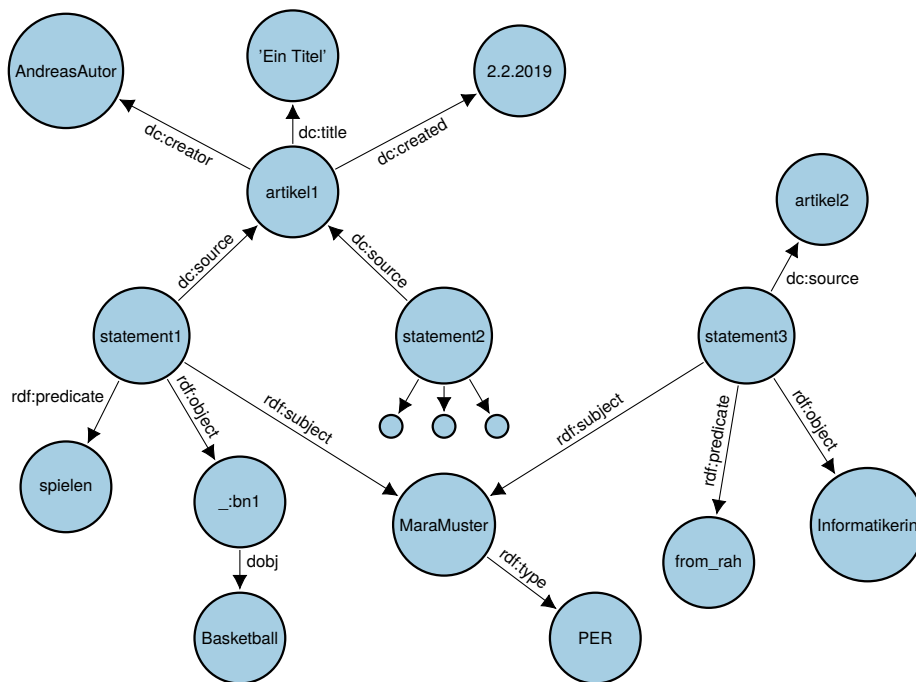 'Ein Titel'
AndreasAutor
2.2.2019
dc:creator
dc:title
dc:created
artikel1
artikel2
dc:source
dc:source
dc:source
statement1
statement2
statement3
rdf:predicate
rdf:object
rdf:subject
rdf:subject
rdf:predicate
rdf:object
spielen
_:bn1
MaraMuster
Informatikerin
dobj
rdf:type
from_rah
Basketball
PER